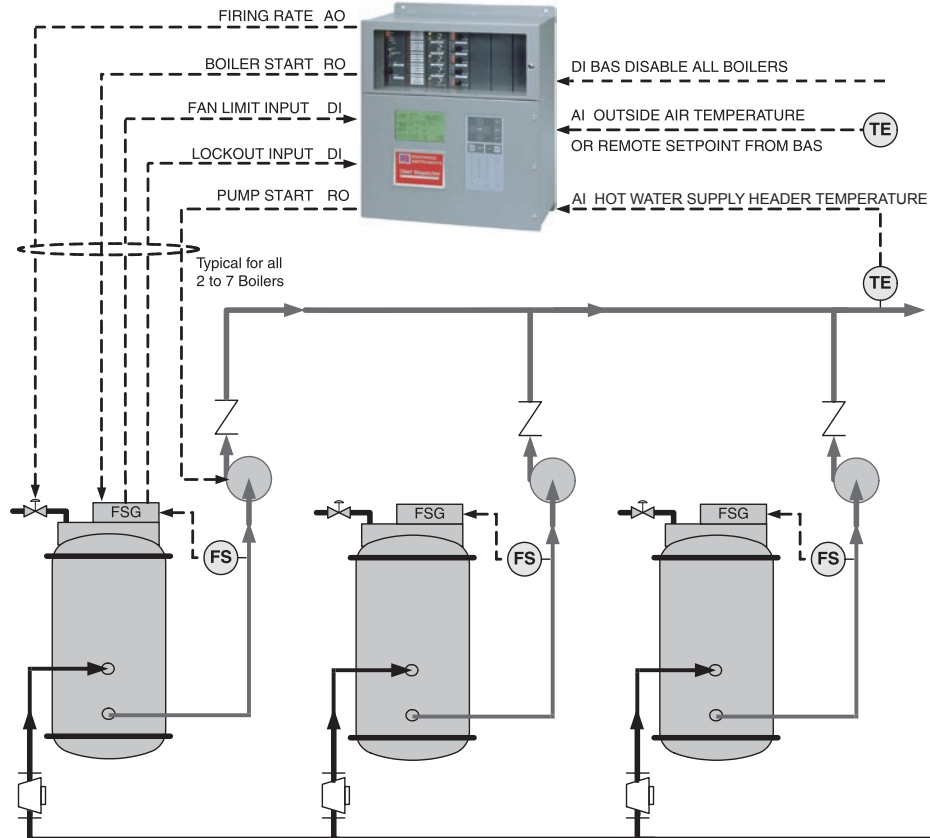 FIRING RATE AO
BOILER START RO
FAN LIMIT INPUT DI
LOCKOUT INPUT DI
PUMP START RO
DI BAS DISABLE ALL BOILERS
AI OUTSIDE AIR TEMPERATURE
OR REMOTE SETPOINT FROM BAS
TE
AI HOT WATER SUPPLY HEADER TEMPERATURE
TE
Typical for all
2 to 7 Boilers
FSG
FS
FSG
FS
FSG
FS